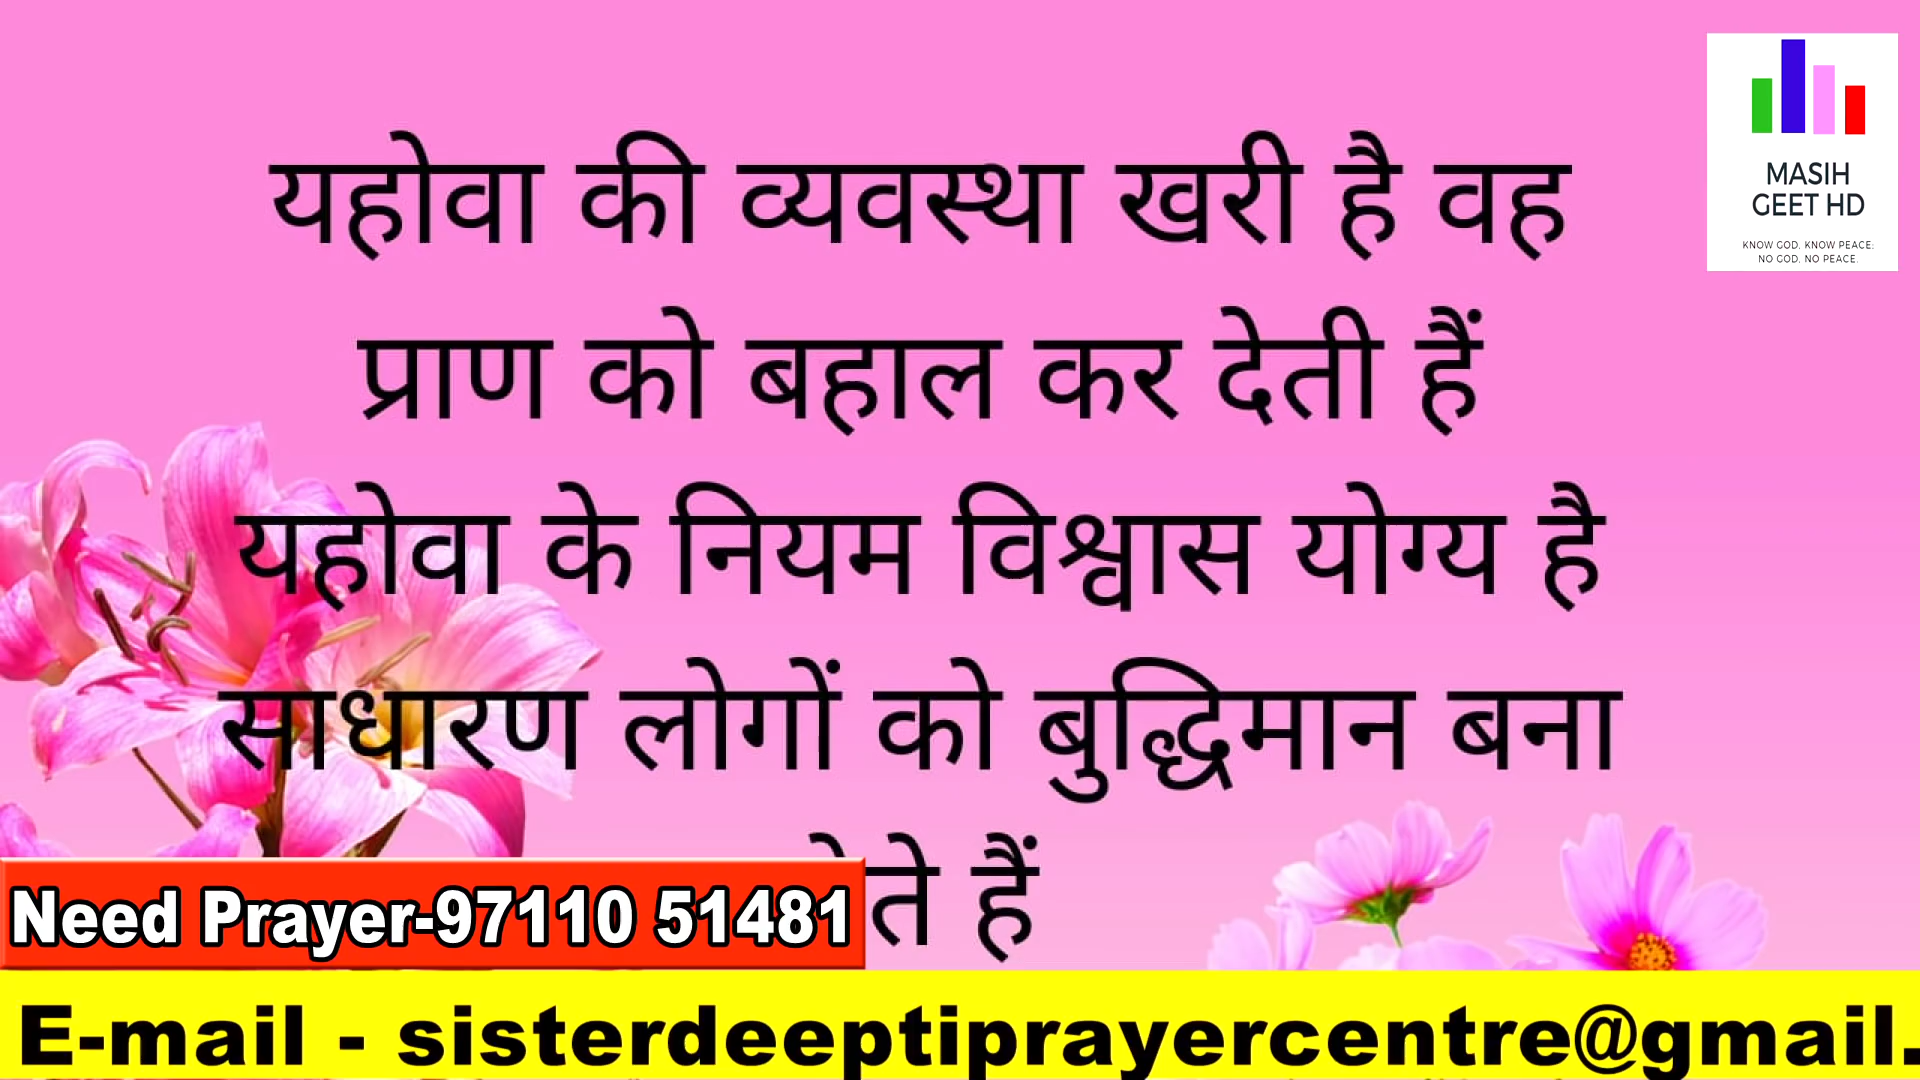 यहोवा की व्यवस्था खरी है वह
प्राण को बहाल कर देती हैं
यहोवा के नियम विश्वास योग्य है
साधारण लोगों को बुद्धिमान बना
हैं
MASIH
GEET HD
KNOW GOD, KNOW PEACE;
NO GOD, NO PEACE.
Need Prayer-97110 51481
E-mail - sisterdeeptiprayercentre@gmail.